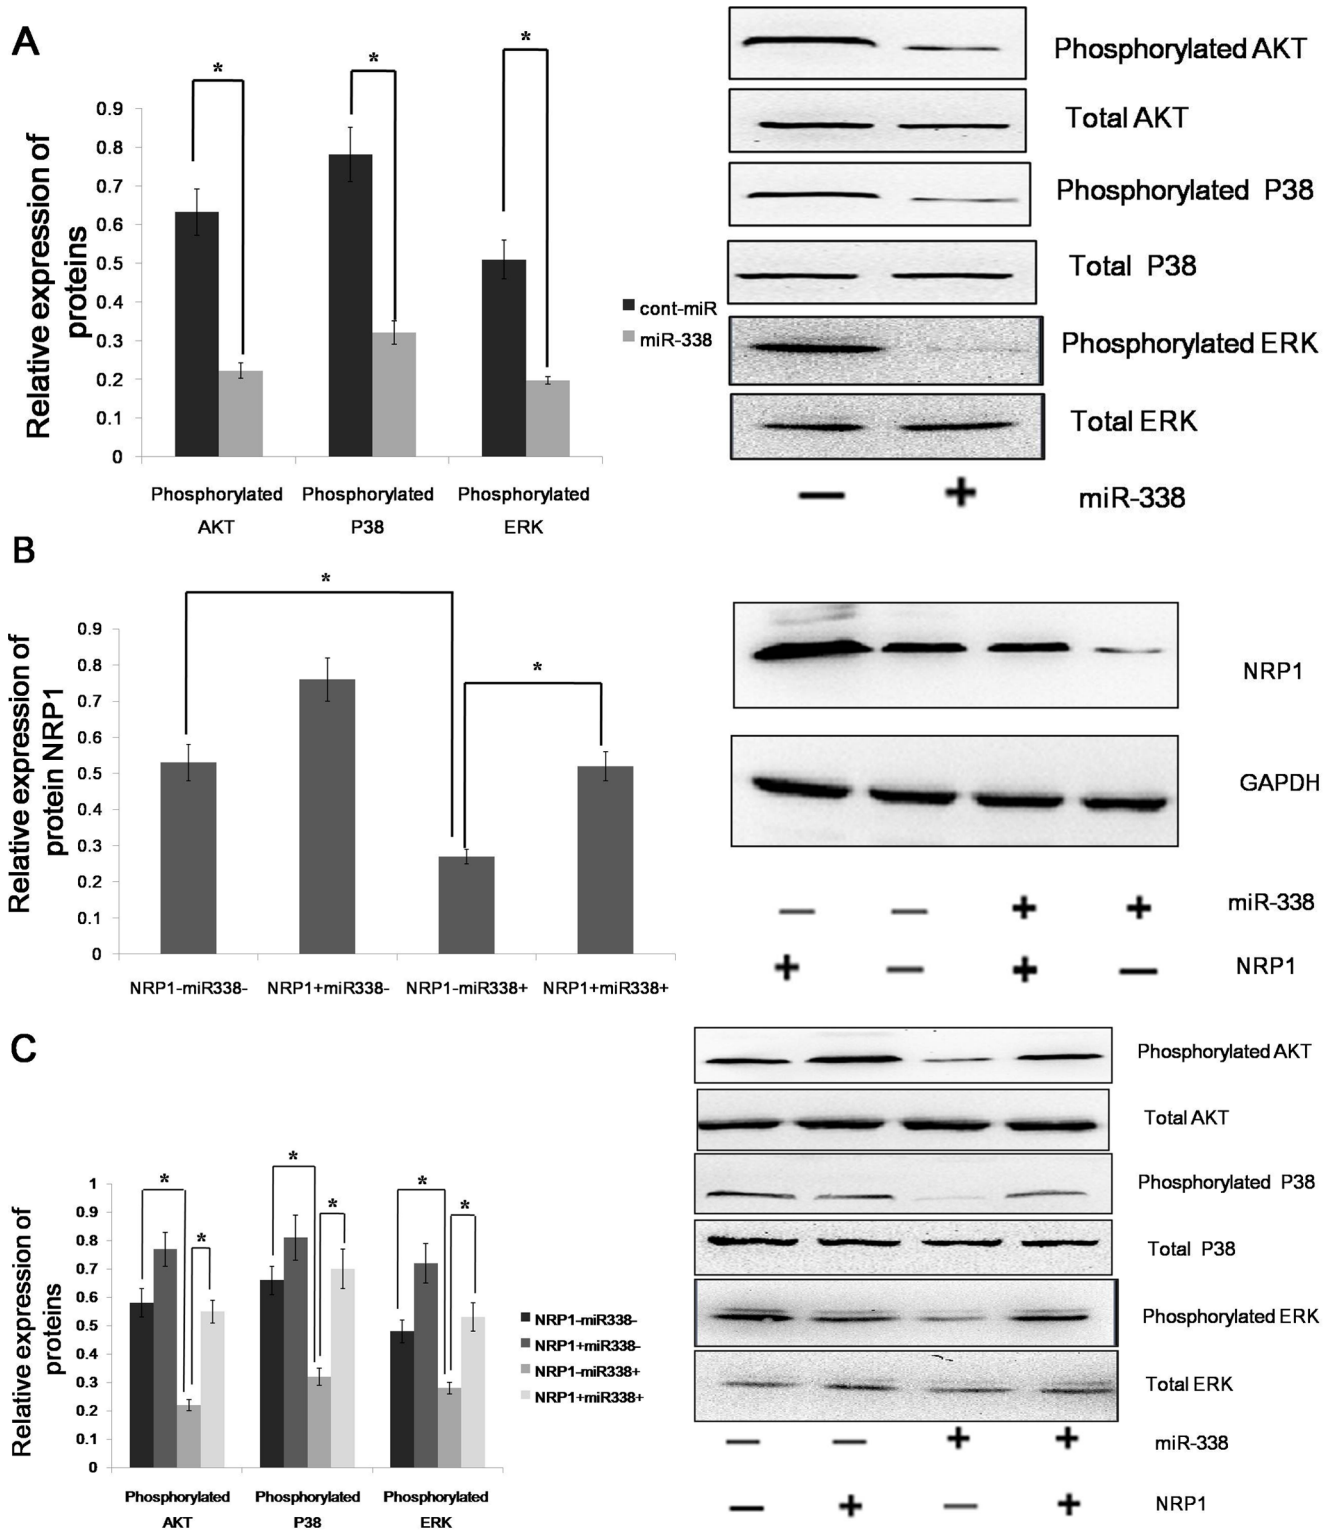 A
*
*
*
Relative expression of
proteins
0.9
0.8
0.7
0.6
0.5
0.4
0.3
0.2
0.1
0
Phosphorylated
AKT
Phosphorylated
P38
Phosphorylated
ERK
cont-miR
miR-338
Phosphorylated AKT
Total AKT
Phosphorylated P38
Total P38
Phosphorylated ERK
Total ERK
— + miR-338
B
*
*
Relative expression of
protein NRP1
0.9
0.8
0.7
0.6
0.5
0.4
0.3
0.2
0.1
0
NRP1-miR338- NRP1+miR338- NRP1-miR338+ NRP1+miR338+
NRP1
GAPDH
— — + + miR-338
+ — + — NRP1
C
* * *
* * *
Relative expression of
proteins
1
0.9
0.8
0.7
0.6
0.5
0.4
0.3
0.2
0.1
0
Phosphorylated
AKT
Phosphorylated
P38
Phosphorylated
ERK
NRP1-miR338-
NRP1+miR338-
NRP1-miR338+
NRP1+miR338+
Phosphorylated AKT
Total AKT
Phosphorylated P38
Total P38
Phosphorylated ERK
Total ERK
— — + + miR-338
— + — + NRP1